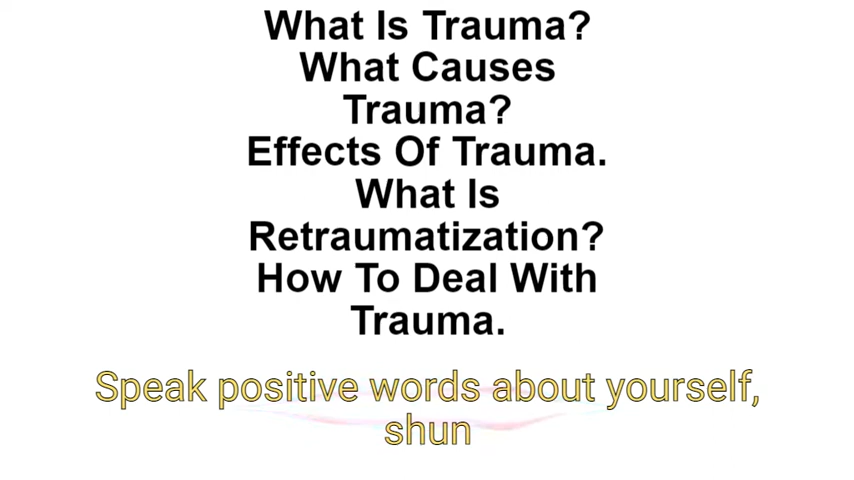 What Is Trauma?
What Causes
Trauma?
Effects Of Trauma.
What Is
Retraumatization?
How To Deal With
Trauma.
Speak positive words about yourself,
shun